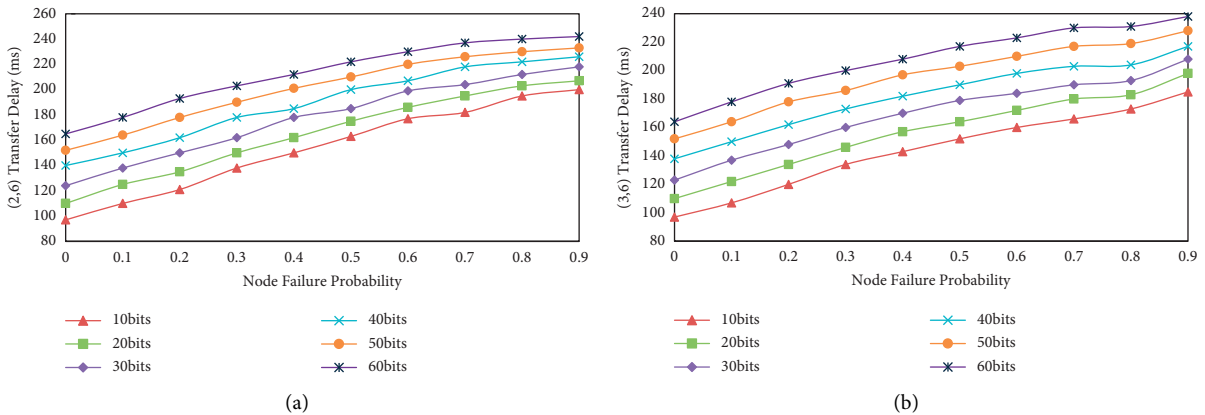 260
240
220
200
180
160
140
120
100
80
(2,6) Transfer Delay (ms)
0 0.1 0.2 0.3 0.4 0.5 0.6 0.7 0.8 0.9
Node Failure Probability
10bits
20bits
30bits
40bits
50bits
60bits
(a)
240
220
200
180
160
140
120
100
80
(3,6) Transfer Delay (ms)
0 0.1 0.2 0.3 0.4 0.5 0.6 0.7 0.8 0.9
Node Failure Probability
10bits
20bits
30bits
40bits
50bits
60bits
(b)